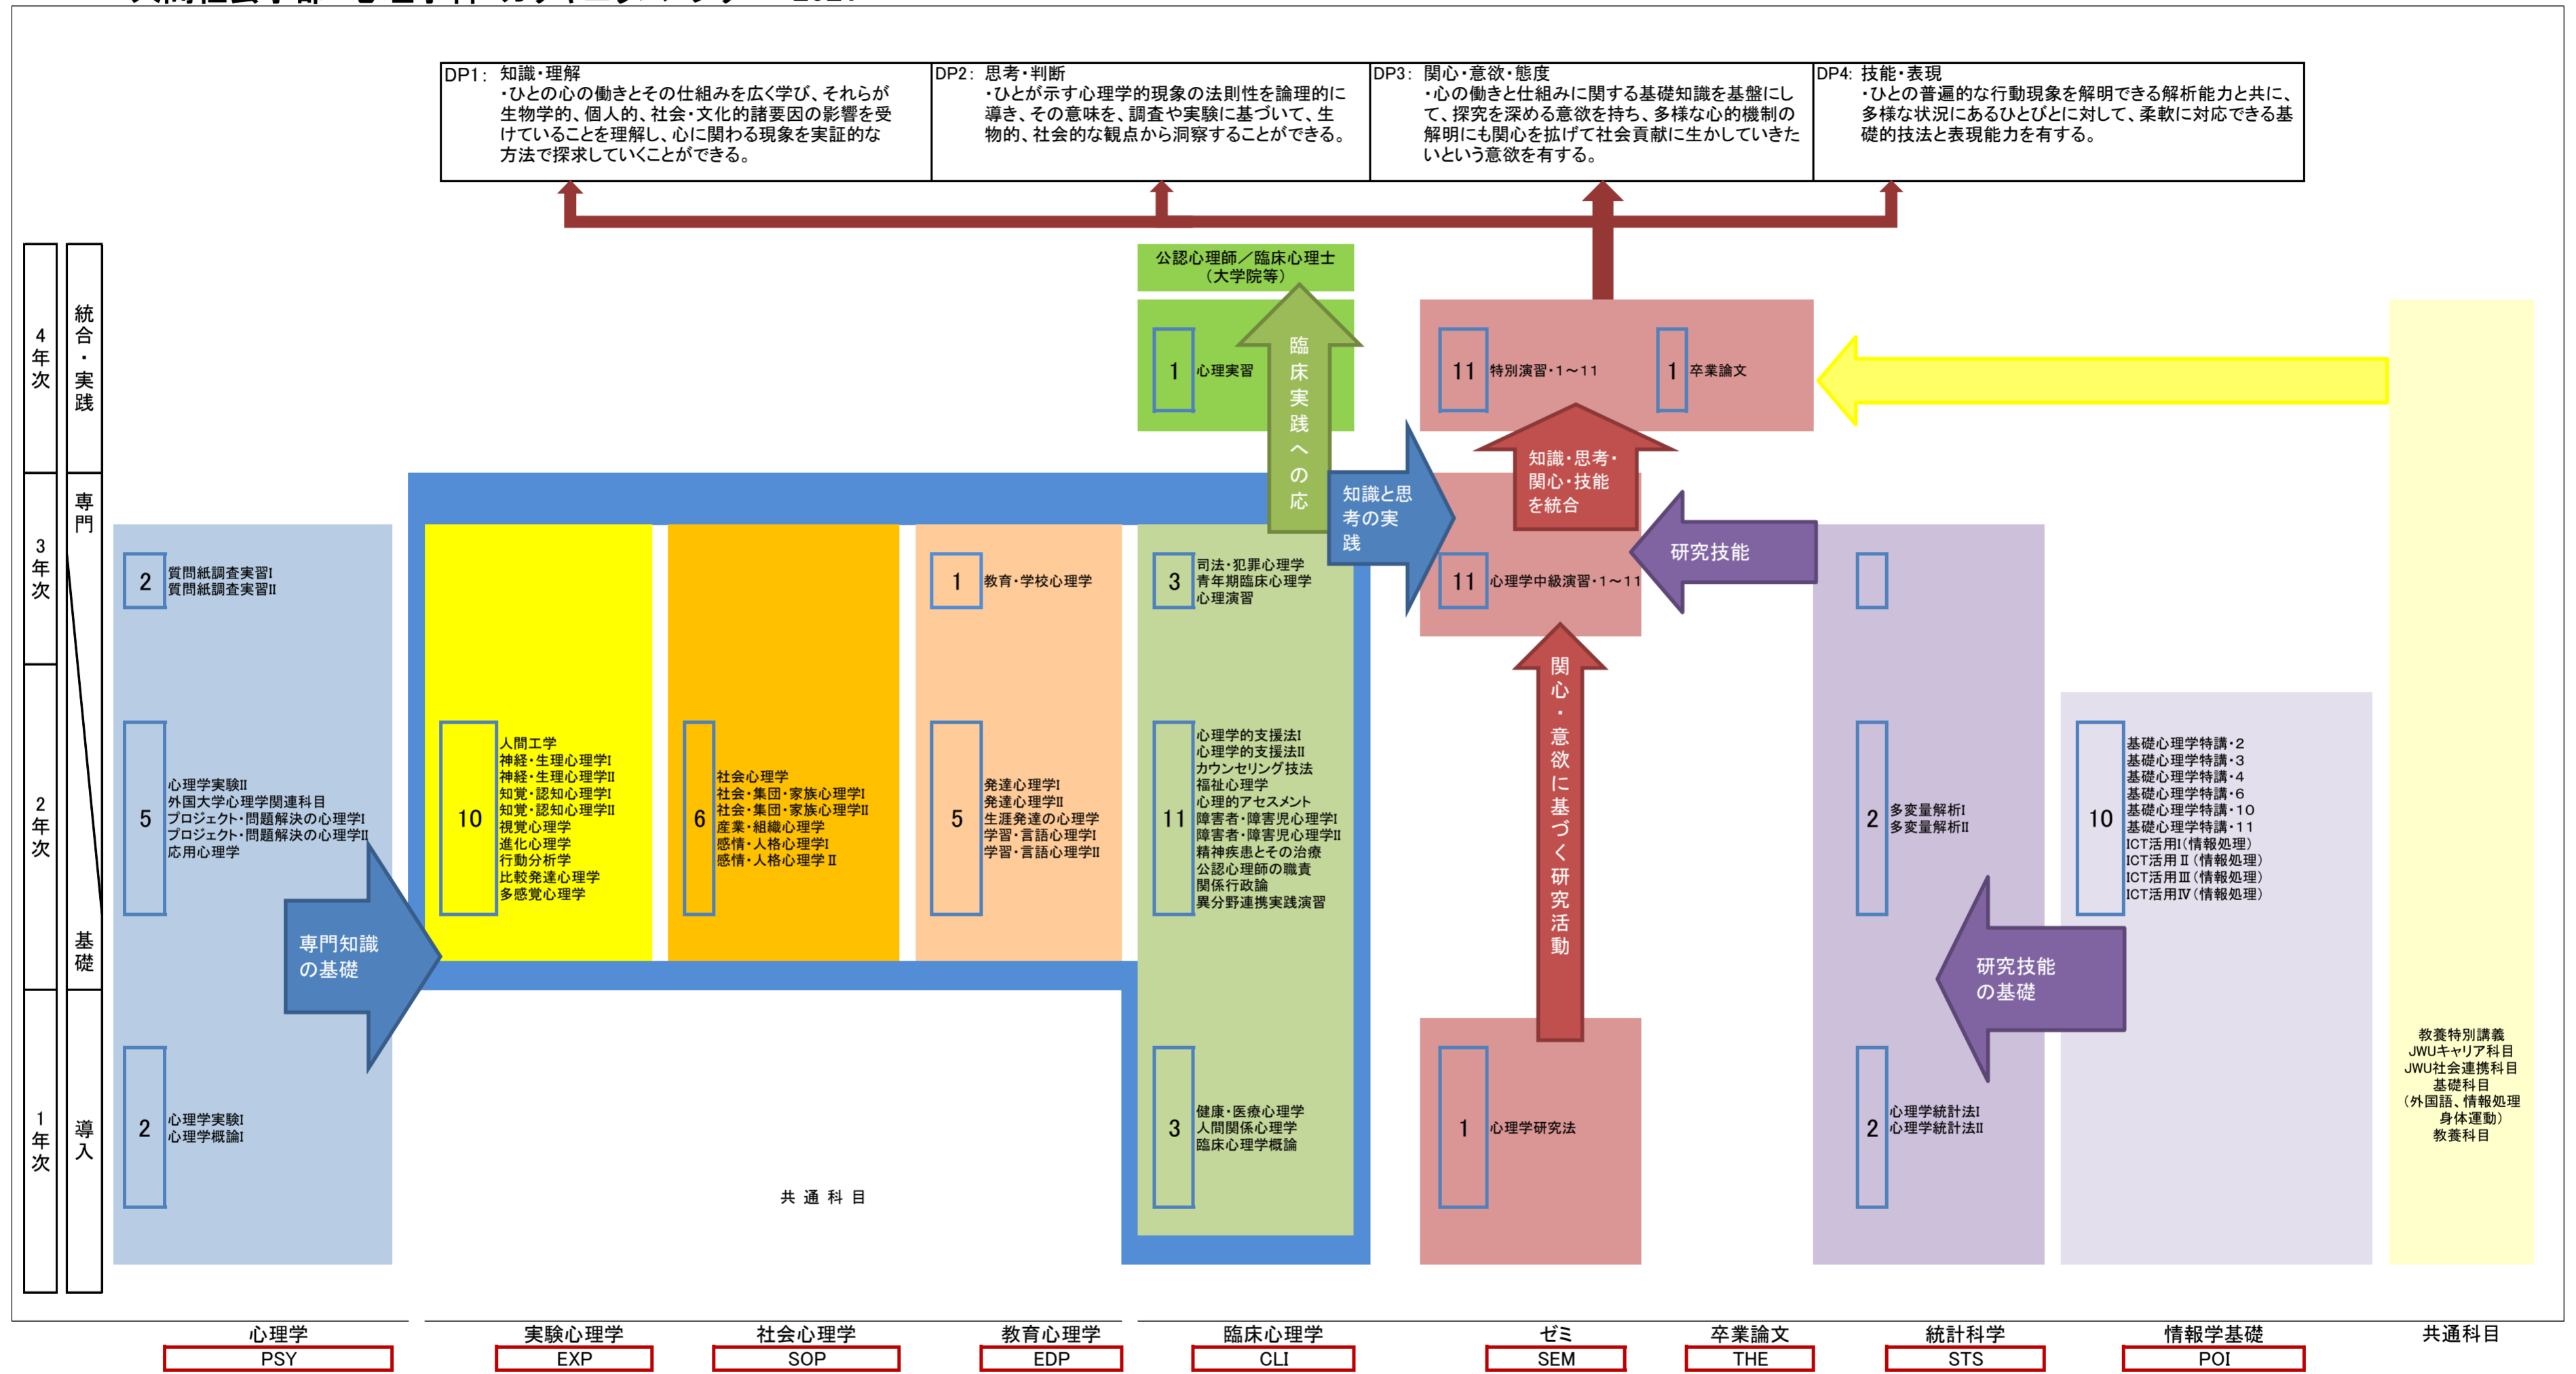 DP1: 知識・理解
・ひとの心の働きとその仕組みを広く学び、それらが
生物学的、個人的、社会・文化的諸要因の影響を受
けていることを理解し、心に関わる現象を実証的な
方法で探求していくことができる。
DP2: 思考・判断
・ひとが示す心理学的現象の法則性を論理的に
導き、その意味を、調査や実験に基づいて、生
物的、社会的な観点から洞察することができる。
DP3: 関心・意欲・態度
・心の働きと仕組みに関する基礎知識を基盤にし
て、探究を深める意欲を持ち、多様な心的機制の
解明にも関心を拡げて社会貢献に生かしていきた
いという意欲を有する。
DP4: 技能・表現
・ひとの普遍的な行動現象を解明できる解析能力と共に、
多様な状況にあるひとびとに対して、柔軟に対応できる基
礎的技法と表現能力を有する。
4年次
統合・実践
公認心理師／臨床心理士
（大学院等）
1
心理実習
臨床実践への応
11
特別演習・1～11
1
卒業論文
3年次
専門
2
質問紙調査実習Ⅰ
質問紙調査実習Ⅱ
1
教育・学校心理学
3
司法・犯罪心理学
青年期臨床心理学
心理演習
知識と思
考の実
践
知識・思考・
関心・技能
を統合
11
心理学中級演習・1～11
研究技能
2年次
基礎
5
心理学実験Ⅱ
外国大学心理学関連科目
プロジェクト・問題解決の心理学Ⅰ
プロジェクト・問題解決の心理学Ⅱ
応用心理学
専門知識
の基礎
10
人間工学
神経・生理心理学Ⅰ
神経・生理心理学Ⅱ
知覚・認知心理学Ⅰ
知覚・認知心理学Ⅱ
視覚心理学
進化心理学
行動分析学
比較発達心理学
多感覚心理学
6
社会心理学
社会・集団・家族心理学Ⅰ
社会・集団・家族心理学Ⅱ
産業・組織心理学
感情・人格心理学Ⅰ
感情・人格心理学Ⅱ
5
発達心理学Ⅰ
発達心理学Ⅱ
生涯発達の心理学
学習・言語心理学Ⅰ
学習・言語心理学Ⅱ
11
心理学的支援法Ⅰ
心理学的支援法Ⅱ
カウンセリング技法
福祉心理学
心理的アセスメント
障害者・障害児心理学Ⅰ
障害者・障害児心理学Ⅱ
精神疾患とその治療
公認心理師の職責
関係行政論
異分野連携実践演習
関心・意欲に基づく研究活動
2
多変量解析Ⅰ
多変量解析Ⅱ
10
基礎心理学特講・2
基礎心理学特講・3
基礎心理学特講・4
基礎心理学特講・6
基礎心理学特講・10
基礎心理学特講・11
ICT活用Ⅰ（情報処理）
ICT活用Ⅱ（情報処理）
ICT活用Ⅲ（情報処理）
ICT活用Ⅳ（情報処理）
研究技能
の基礎
1年次
導入
2
心理学実験Ⅰ
心理学概論Ⅰ
共通科目
3
健康・医療心理学
人間関係心理学
臨床心理学概論
1
心理学研究法
2
心理学統計法Ⅰ
心理学統計法Ⅱ
教養特別講義
JWUキャリア科目
JWU社会連携科目
基礎科目
（外国語、情報処理
身体運動）
教養科目
心理学
PSY
実験心理学
EXP
社会心理学
SOP
教育心理学
EDP
臨床心理学
CLI
ゼミ
SEM
卒業論文
THE
統計科学
STS
情報学基礎
POI
共通科目